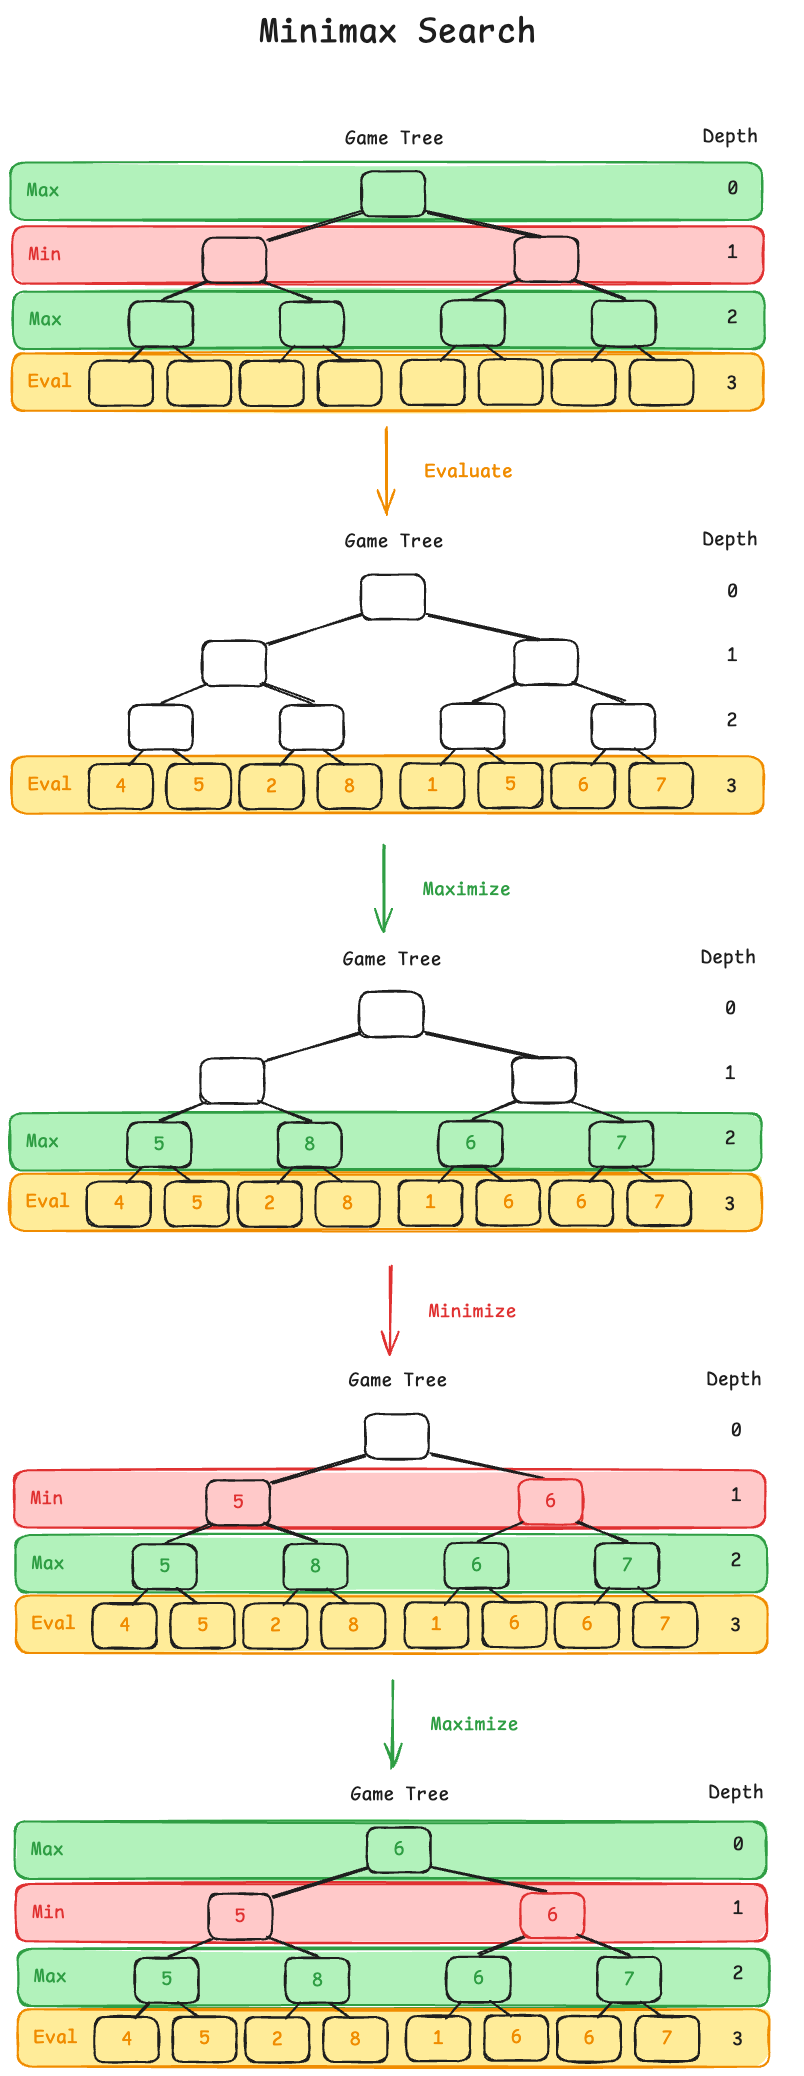 Minimax Search
Game Tree Depth
Max 0
Min 1
Max 2
Eval 3
Evaluate
Game Tree Depth
0
1
2
Eval 4 5 2 8 1 5 6 7 3
Maximize
Game Tree Depth
0
1
Max 5 8 6 7 2
Eval 4 5 2 8 1 6 6 7 3
Minimize
Game Tree Depth
0
Min 5 6 1
Max 5 8 6 7 2
Eval 4 5 2 8 1 6 6 7 3
Maximize
Game Tree Depth
Max 6 0
Min 5 6 1
Max 5 8 6 7 2
Eval 4 5 2 8 1 6 6 7 3